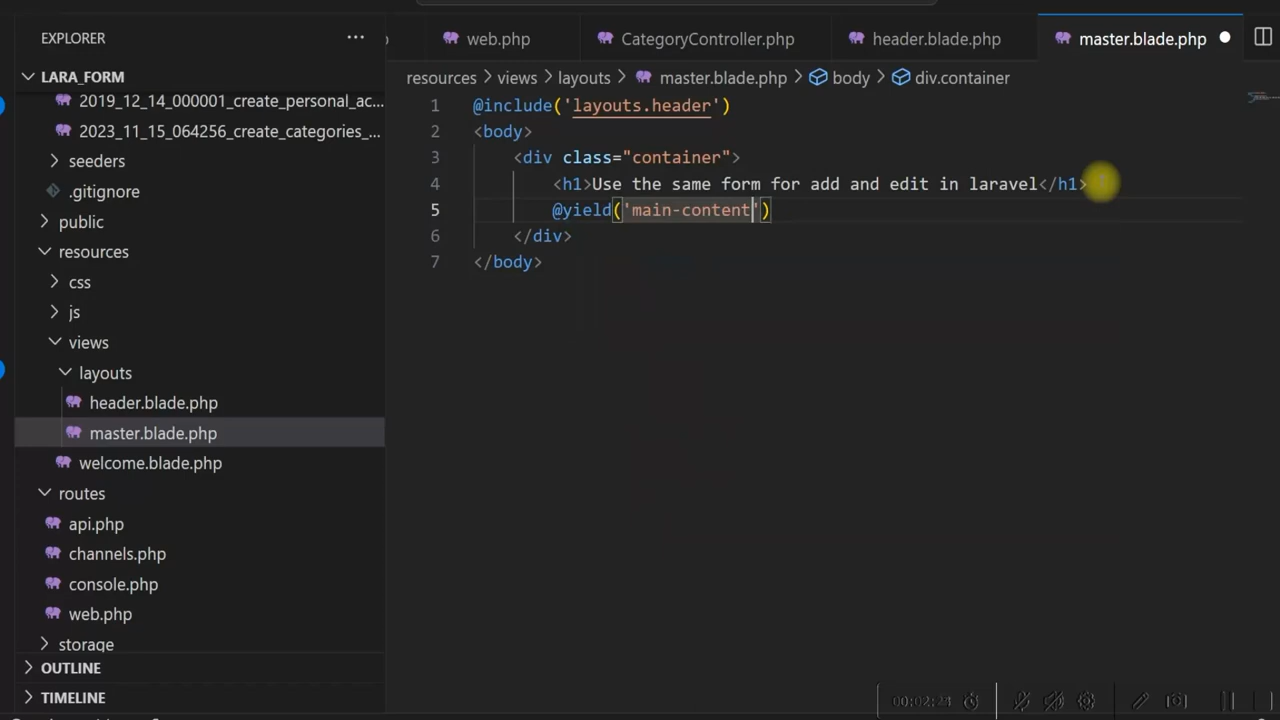 EXPLORER
web.php
CategoryController.php
header.blade.php
master.blade.php
LARA_FORM
resources > views > layouts > master.blade.php > body > div.container
2019_12_14_000001_create_personal_ac...
2023_11_15_064256_create_categories_...
seeders
.gitignore
public
resources
css
js
views
layouts
header.blade.php
master.blade.php
welcome.blade.php
routes
api.php
channels.php
console.php
web.php
storage
OUTLINE
TIMELINE
1 @include('layouts.header')
2 <body>
3 <div class="container">
4 <h1>Use the same form for add and edit in laravel</h1>
5 @yield('main-content')
6 </div>
7 </body>